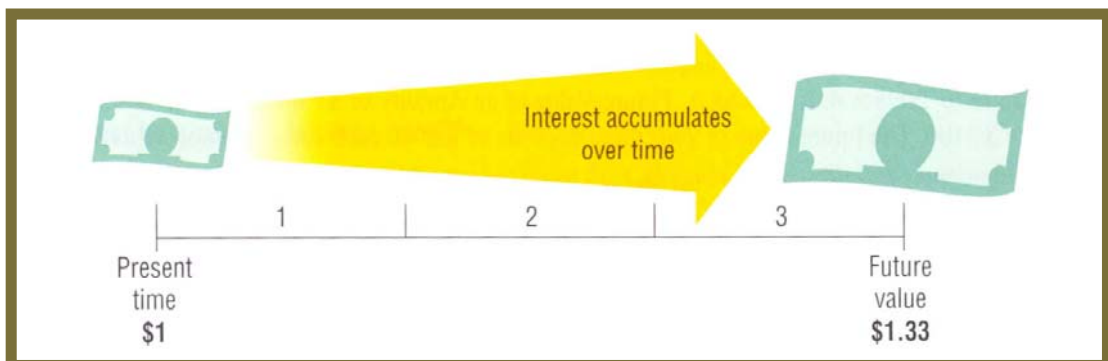 Interest accumulates
over time
1 2 3
Present
time
$1
Future
value
$1.33